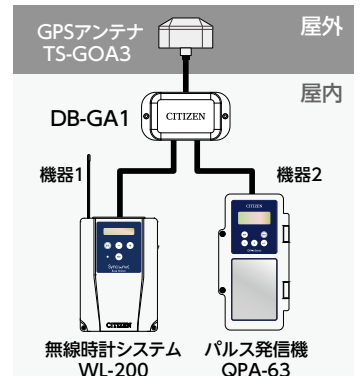 GPSアンテナ
TS-GOA3
屋外
屋内
DB-GA1
CITIZEN
機器1
機器2
CITIZEN
無線時計システム
WL-200
パルス発信機
QPA-63